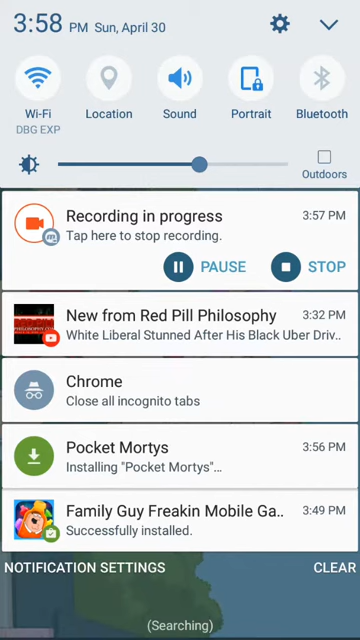 3:58 PM Sun, April 30
Wi-Fi Location Sound Portrait Bluetooth
DBG EXP
Outdoors
Recording in progress 3:57 PM
Tap here to stop recording.
PAUSE STOP
New from Red Pill Philosophy 3:32 PM
White Liberal Stunned After His Black Uber Driv..
Chrome
Close all incognito tabs
Pocket Mortys 3:56 PM
Installing "Pocket Mortys"...
Family Guy Freakin Mobile Ga.. 3:49 PM
Successfully installed.
NOTIFICATION SETTINGS CLEAR
(Searching)